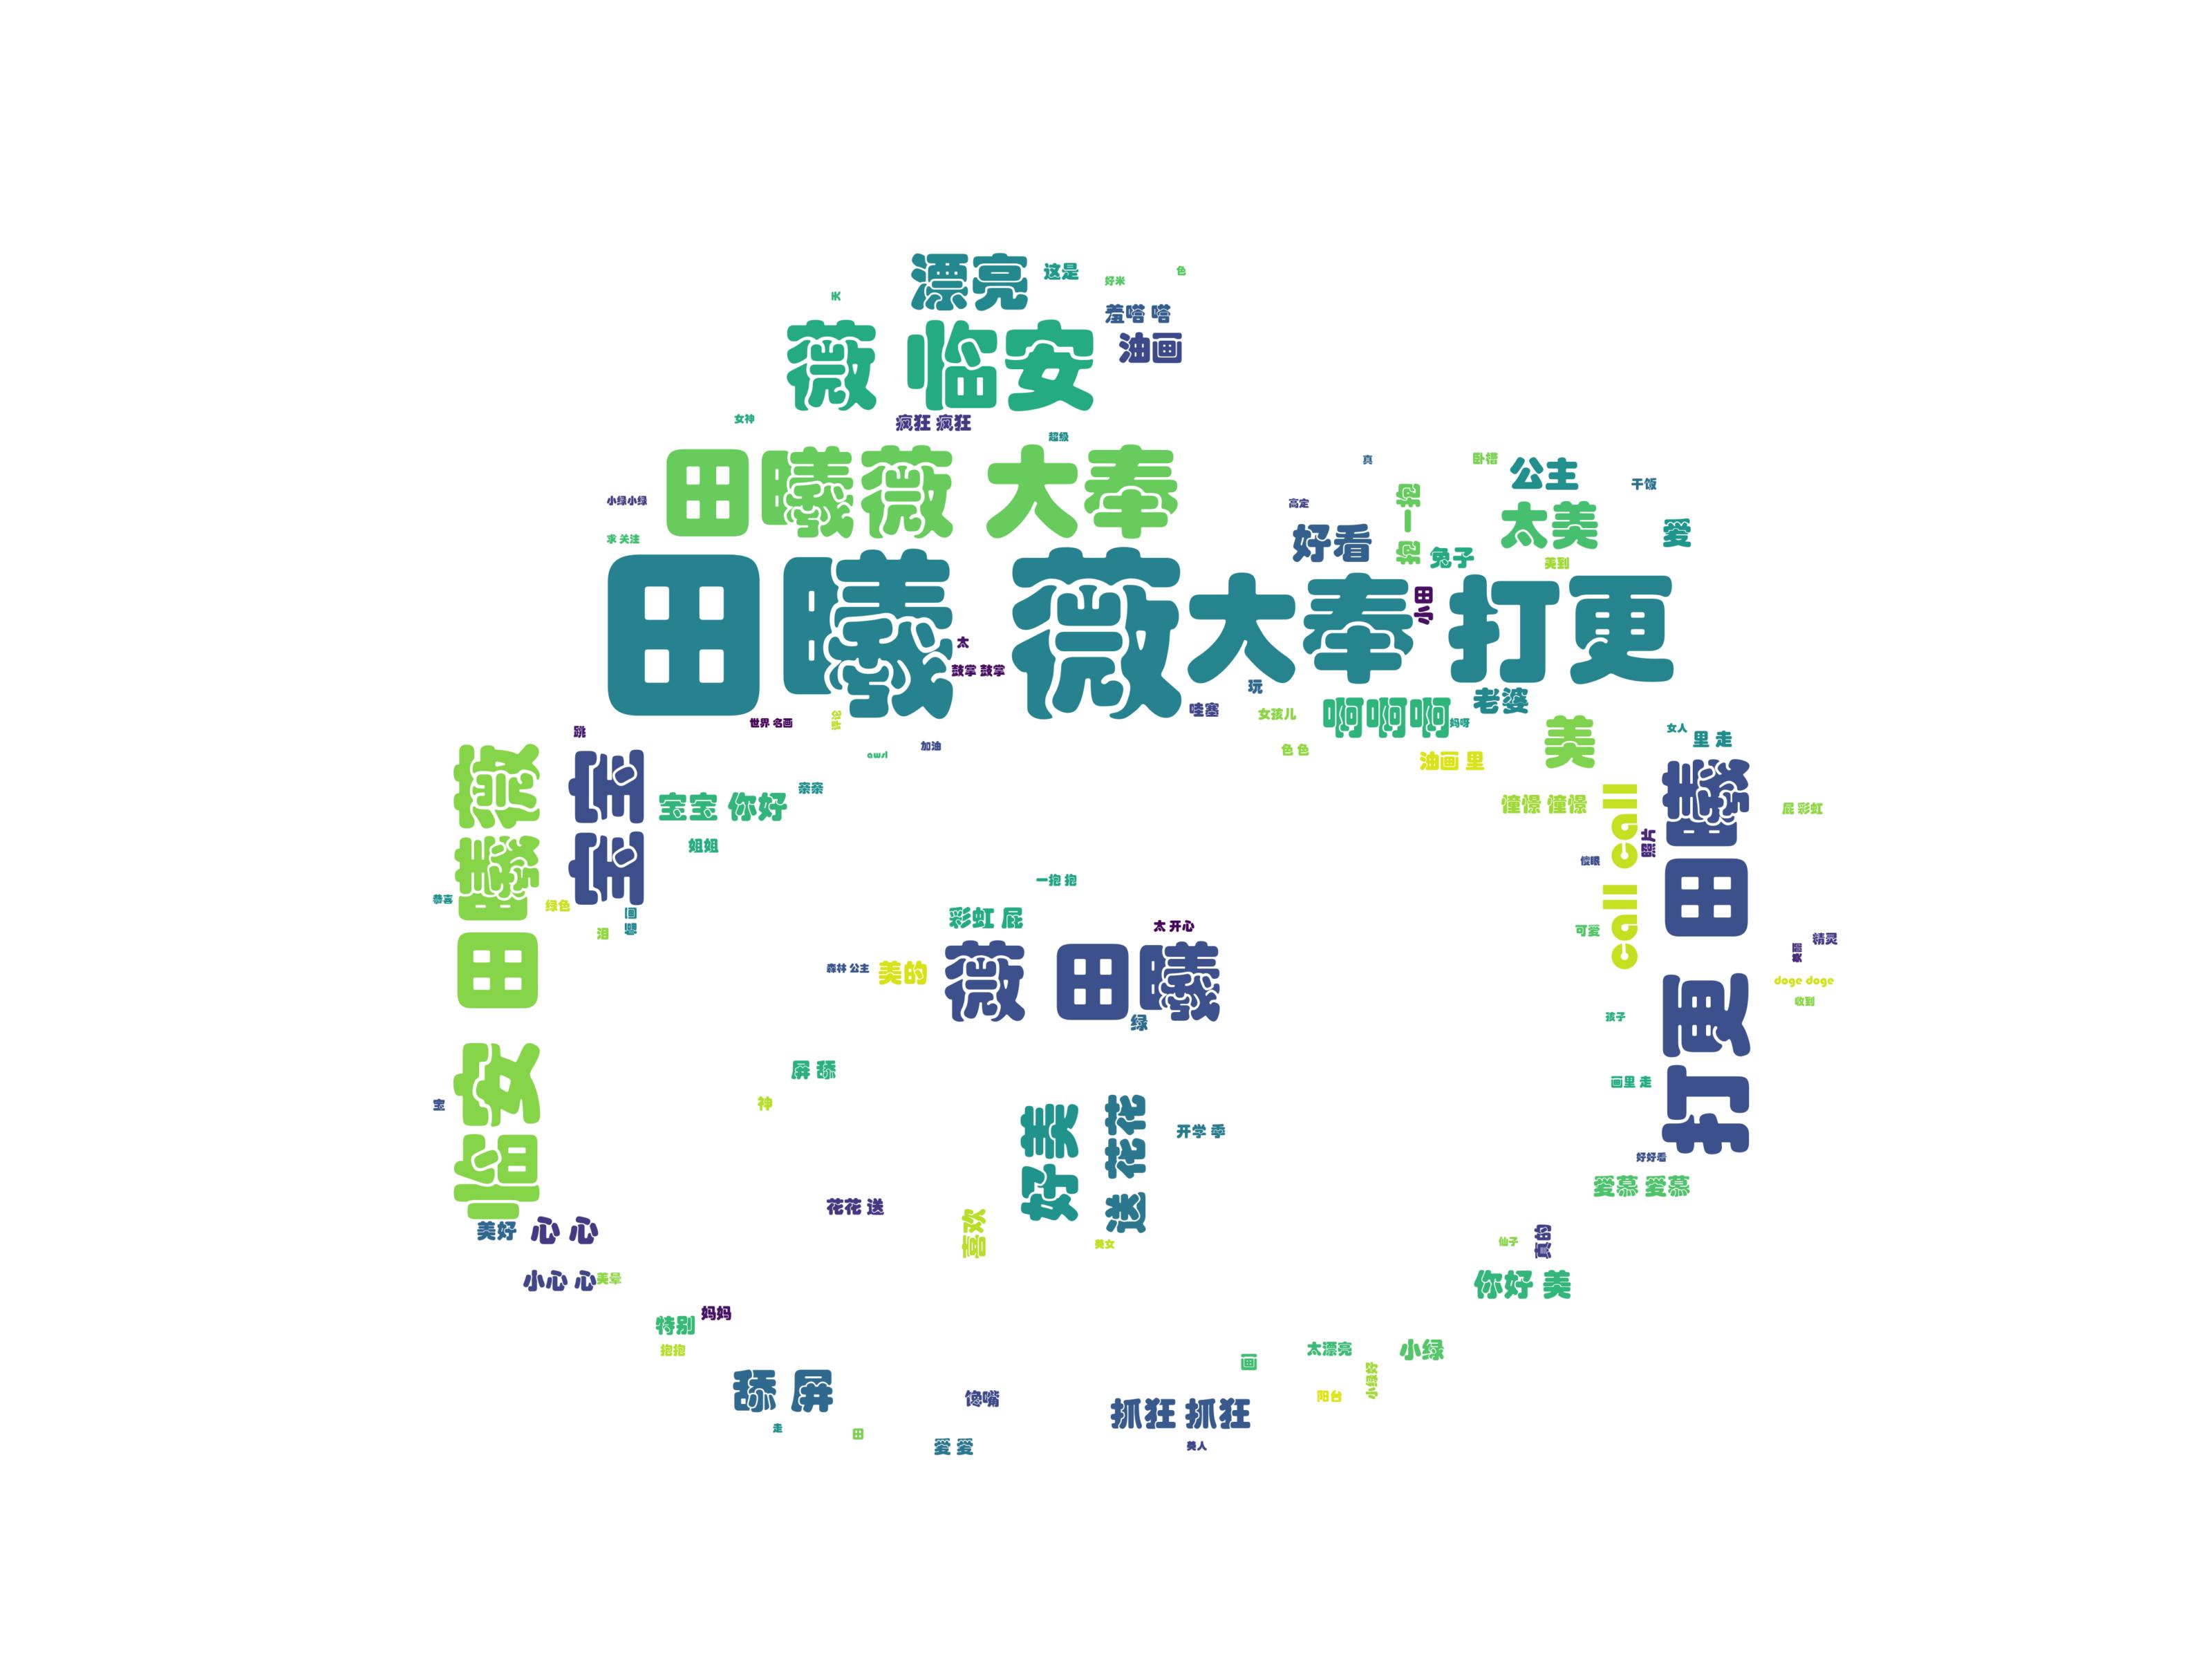 漂亮 这是
好米
色
IK
羞嗒 嗒
薇 临安 油画
女神
疯狂 疯狂
超级
田曦薇 大奉
真
卧槽
公主
干饭
小绿小绿
高定
抱一抱
太美
爱
求 关注
好看
兔子
美到
田曦 薇
大奉 打更
小田
太
鼓掌 鼓掌
玩
老婆
世界 名画
评论
哇塞
女孩儿
啊啊啊
妈呀
美
女人
里 走
跳
awsl
加油
色 色
油画 里
临安 田曦薇
宝宝
宝宝 你好
亲亲
憧憬 憧憬
call call
照片
打更 田曦
屁 彩虹
姐姐
一抱 抱
恭喜
绿色
泪
彩虹 屁
太 开心
可爱
精灵
森林 公主
美的
薇 田曦
绿
doge doge
收到
孩子
屏 舔
神
宝
画里 走
好美
送 花花
开学 季
好好看
爱慕 爱慕
花花 送
喜欢
美女
美好
心 心
仙子
真的
小心 心
美晕
你好 美
特别
妈妈
抱抱
画
太漂亮
小绿
舔 屏
馋嘴
抓狂 抓狂
阳台
小绿好
走
田
爱 爱
美人